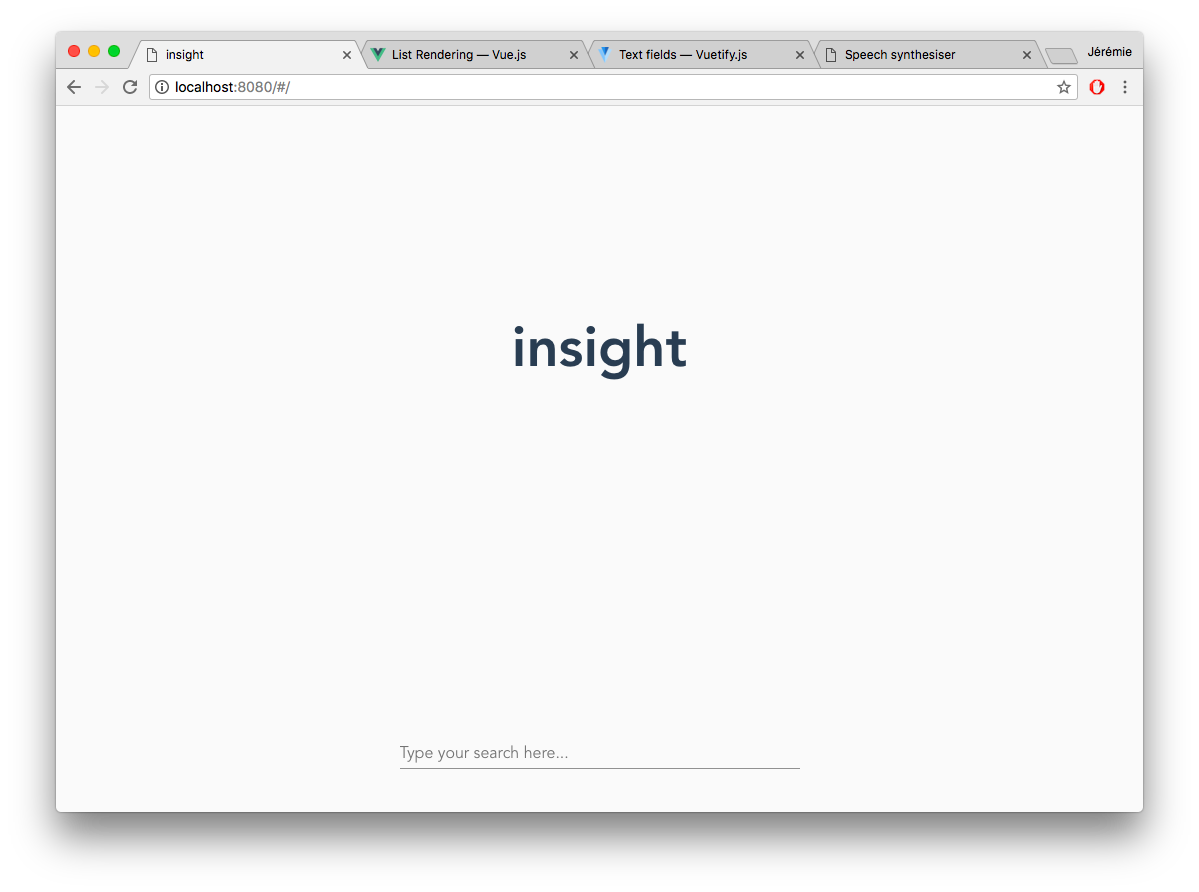 insight
List Rendering — Vue.js
Text fields — Vuetify.js
Speech synthesiser
Jérémie
localhost:8080/#/
insight
Type your search here...